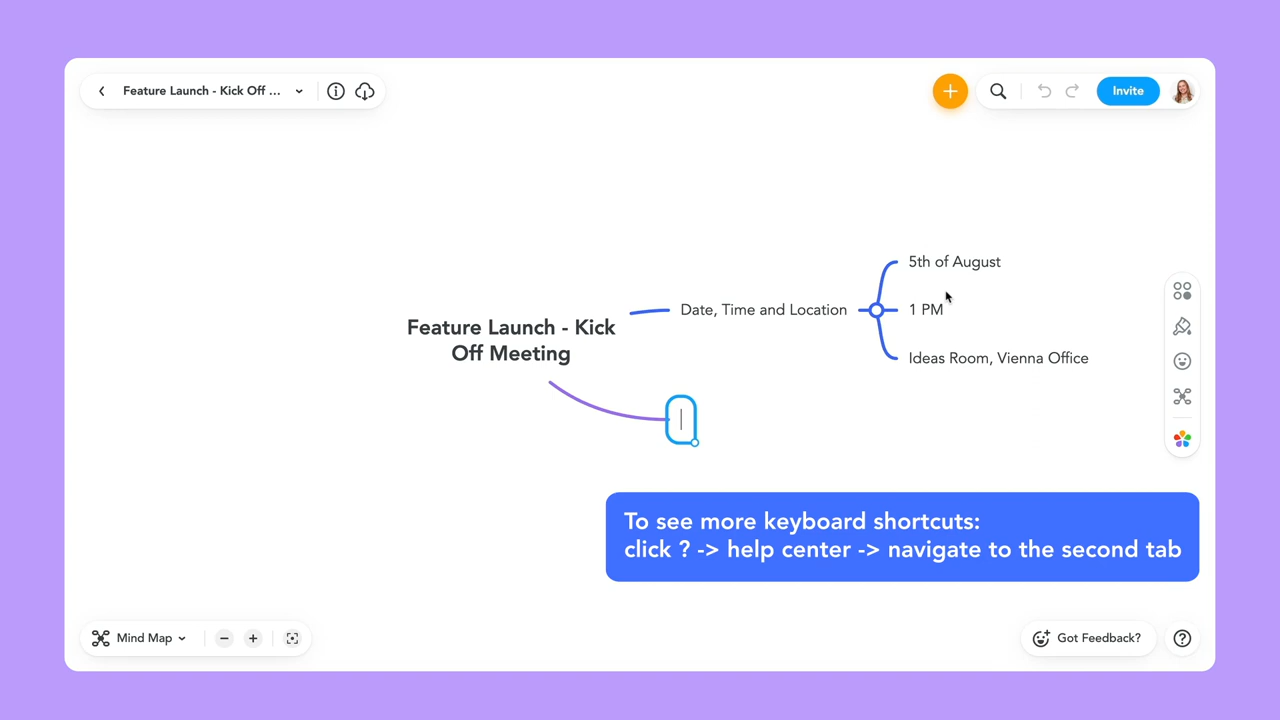 Feature Launch - Kick Off ...
Invite
5th of August
Date, Time and Location
1 PM
Feature Launch - Kick
Off Meeting
Ideas Room, Vienna Office
To see more keyboard shortcuts:
click ? -> help center -> navigate to the second tab
Mind Map
Got Feedback?